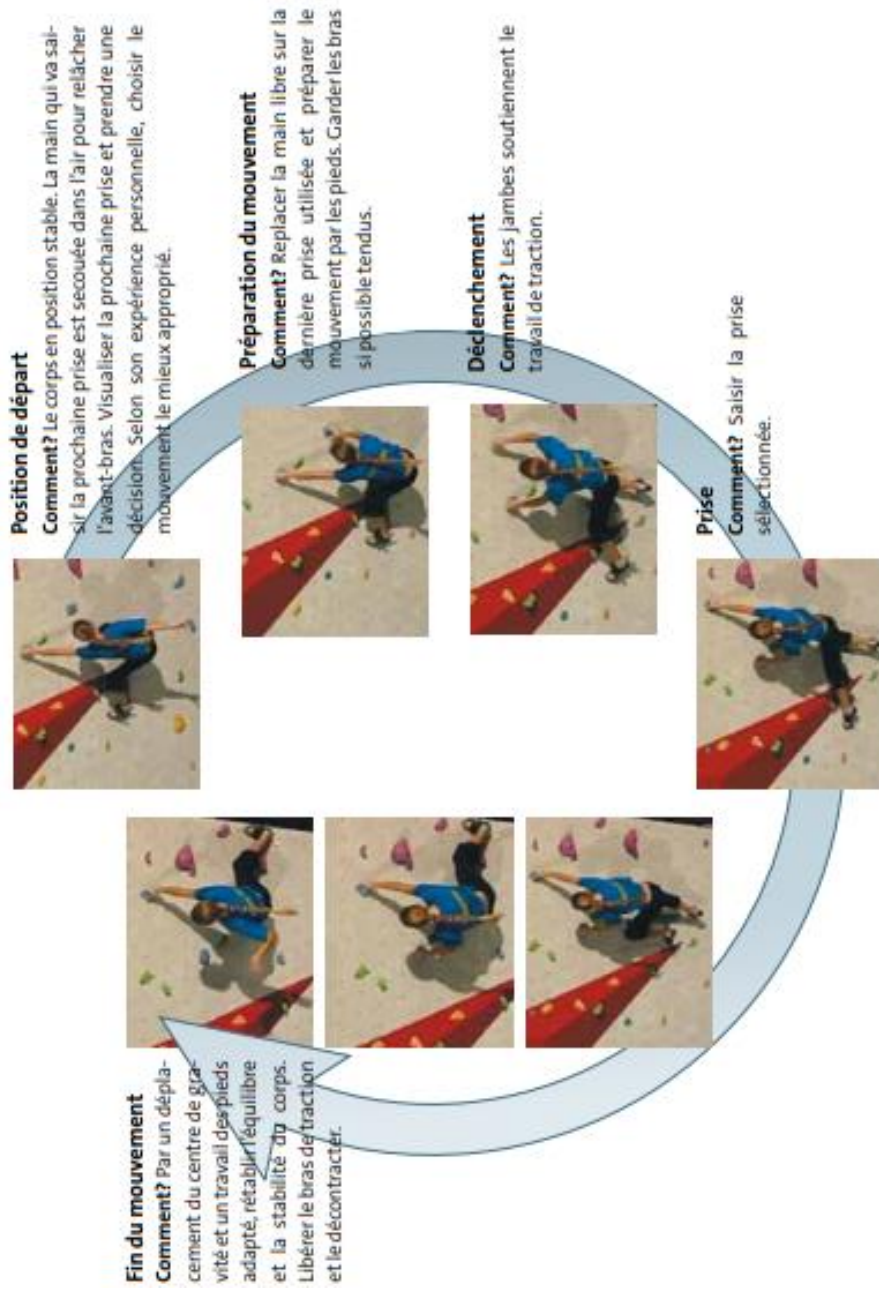 Position de départ
Comment? Le corps en position stable. La main qui va sai-
sir la prochaine prise est secouée dans l'air pour relâcher
l'avant-bras. Visualiser la prochaine prise et prendre une
décision. Selon son expérience personnelle, choisir le
mouvement le mieux approprié.
Préparation du mouvement
Comment? Replacer la main libre sur la
dernière prise utilisée et préparer le
mouvement par les pieds. Garder les bras
si possible tendus.
Déclenchement
Comment? Les jambes soutiennent le
travail de traction.
Prise
Comment? Saisir la prise
sélectionnée.
Fin du mouvement
Comment? Par un dépla-
cement du centre de gra-
vité et un travail des pieds
adapté, rétablir l'équilibre
et la stabilité du corps.
Libérer le bras de traction
et le décontracter.